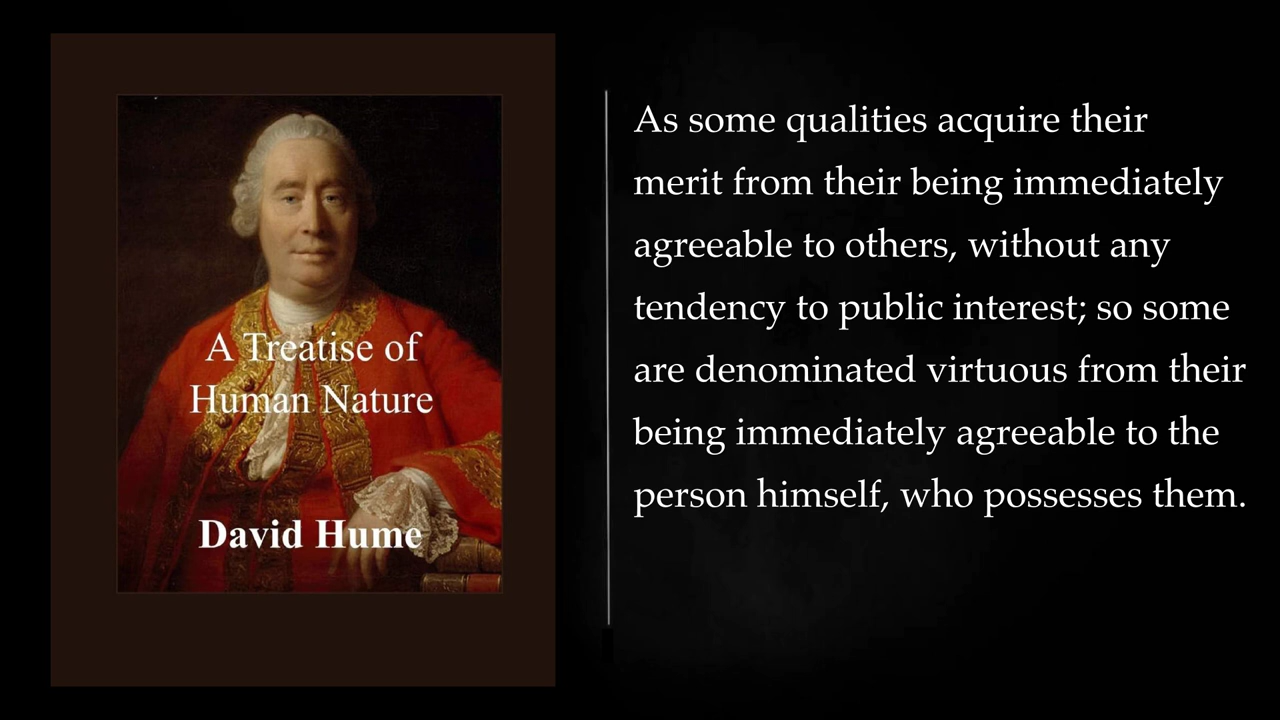 A Treatise of
Human Nature
David Hume
As some qualities acquire their
merit from their being immediately
agreeable to others, without any
tendency to public interest; so some
are denominated virtuous from their
being immediately agreeable to the
person himself, who possesses them.